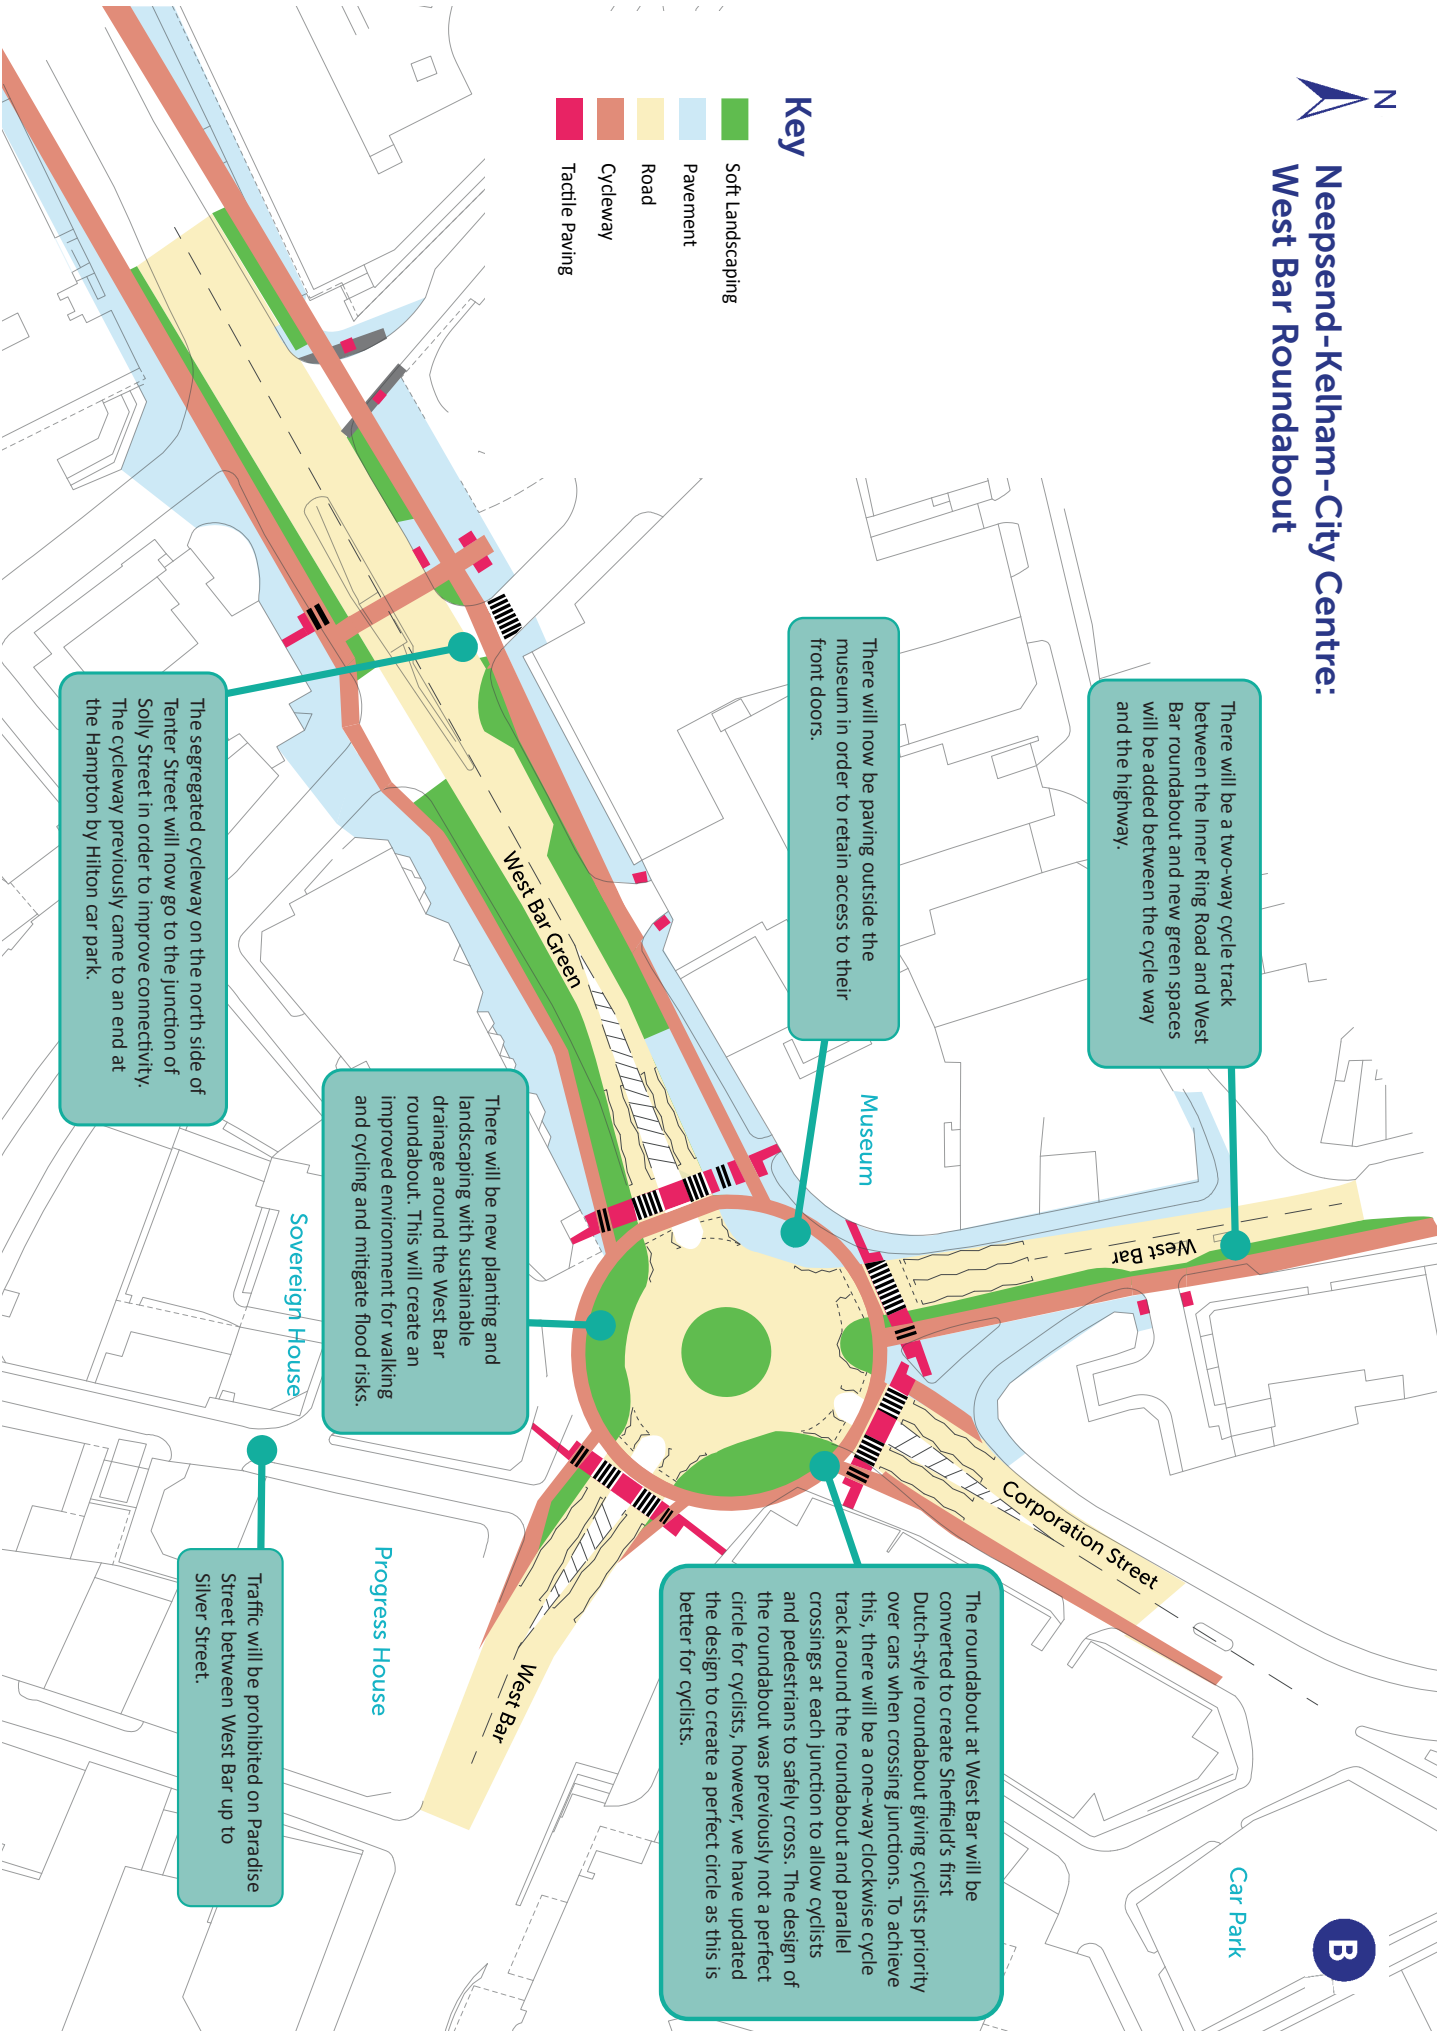 N
Neepsend-Kelham-City Centre:
West Bar Roundabout
Key
Soft Landscaping
Pavement
Road
Cycleway
Tactile Paving
There will be a two-way cycle track
between the Inner Ring Road and West
Bar roundabout and new green spaces
will be added between the cycle way
and the highway.
There will now be paving outside the
museum in order to retain access to their
front doors.
Museum
West Bar
Corporation Street
Car Park
B
West Bar Green
The roundabout at West Bar will be
converted to create Sheffield's first
Dutch-style roundabout giving cyclists priority
over cars when crossing junctions. To achieve
this, there will be a one-way clockwise cycle
track around the roundabout and parallel
crossings at each junction to allow cyclists
and pedestrians to safely cross. The design of
the roundabout was previously not a perfect
circle for cyclists, however, we have updated
the design to create a perfect circle as this is
better for cyclists.
West Bar
There will be new planting and
landscaping with sustainable
drainage around the West Bar
roundabout. This will create an
improved environment for walking
and cycling and mitigate flood risks.
The segregated cycleway on the north side of
Tenter Street will now go to the junction of
Solly Street in order to improve connectivity.
The cycleway previously came to an end at
the Hampton by Hilton car park.
Sovereign House
Progress House
Traffic will be prohibited on Paradise
Street between West Bar up to
Silver Street.